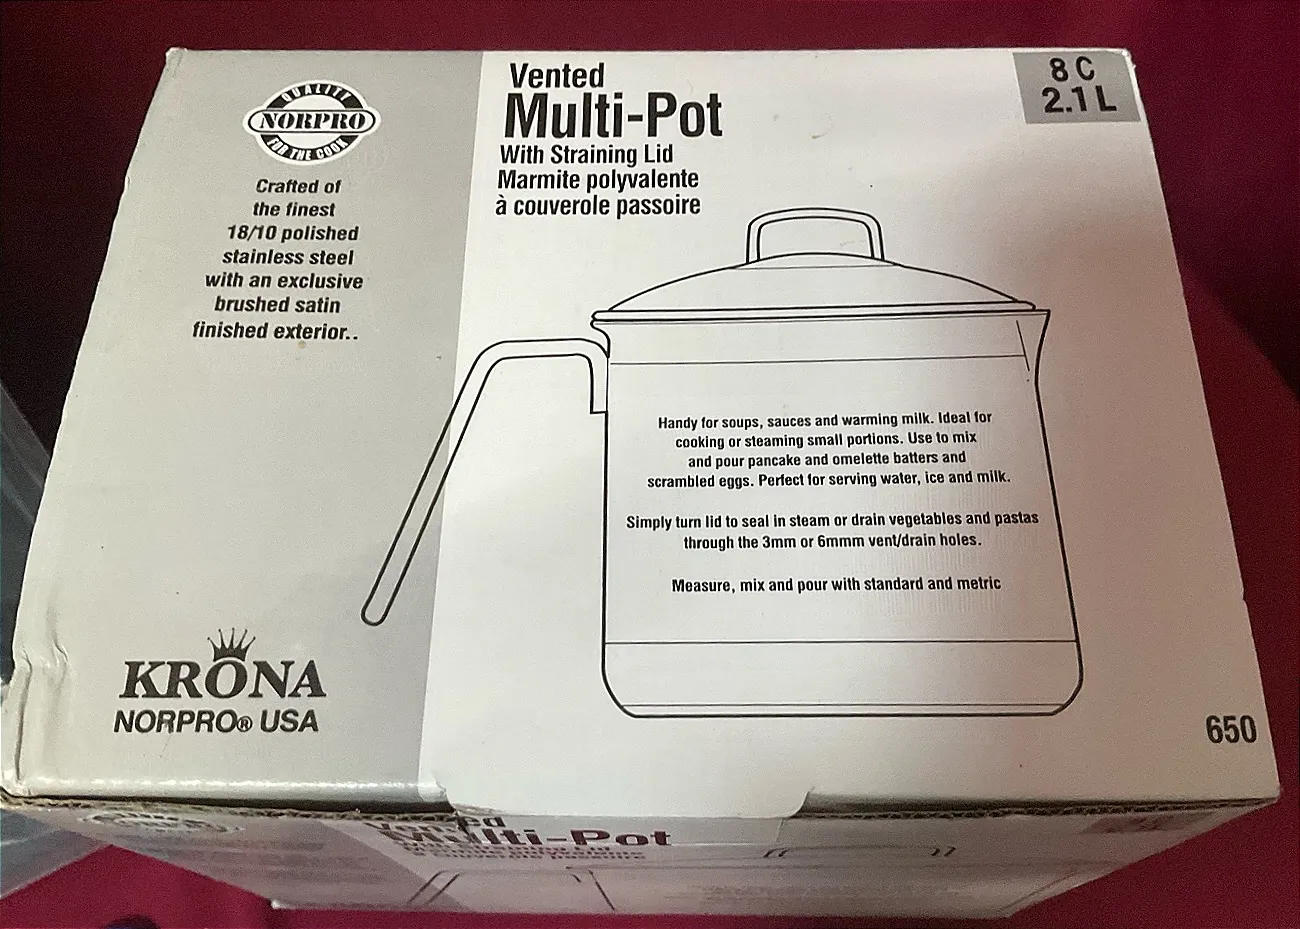 QUALITY
NORPRO
FOR THE COOK
Crafted of
the finest
18/10 polished
stainless steel
with an exclusive
brushed satin
finished exterior..
KRONA
NORPRO® USA
Vented
Multi-Pot
With Straining Lid
Marmite polyvalente
à couverole passoire
8 C
2.1 L
Handy for soups, sauces and warming milk. Ideal for
cooking or steaming small portions. Use to mix
and pour pancake and omelette batters and
scrambled eggs. Perfect for serving water, ice and milk.
Simply turn lid to seal in steam or drain vegetables and pastas
through the 3mm or 6mmm vent/drain holes.
Measure, mix and pour with standard and metric
650
Vented
Multi-Pot